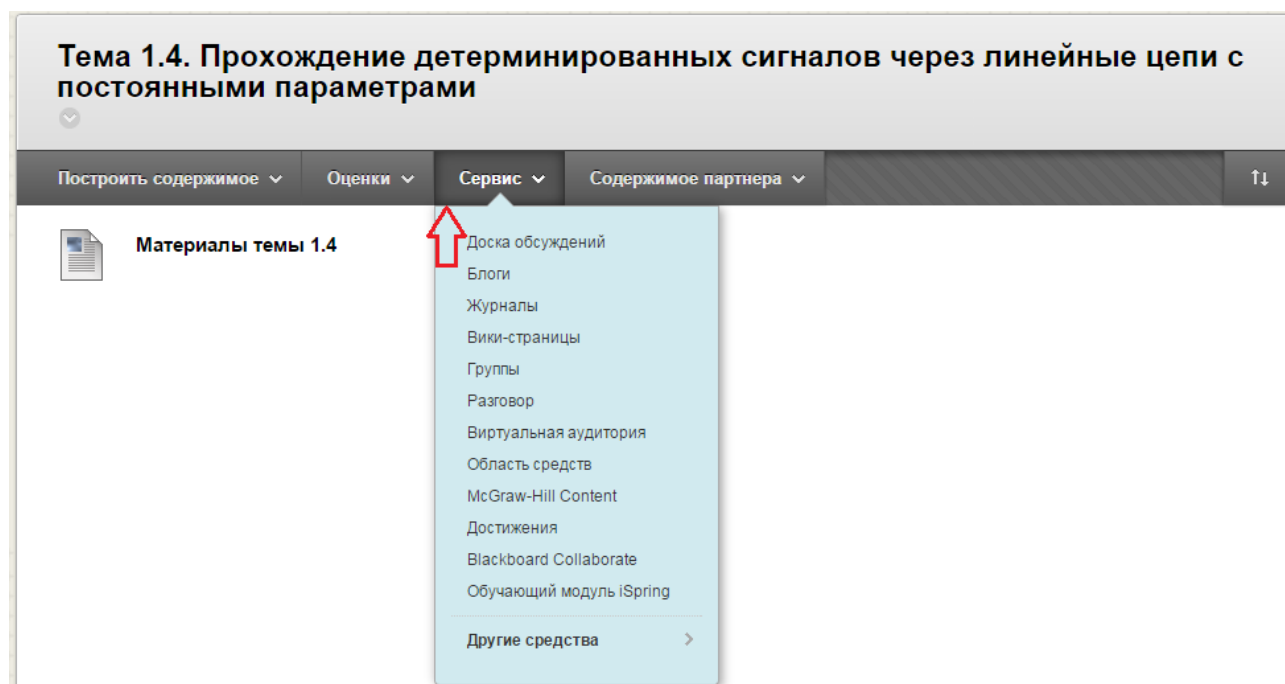 Тема 1.4. Прохождение детерминированных сигналов через линейные цепи с
постоянными параметрами
Построить содержимое Оценки Сервис Содержимое партнера
Материалы темы 1.4
Доска обсуждений
Блоги
Журналы
Вики-страницы
Группы
Разговор
Виртуальная аудитория
Область средств
McGraw-Hill Content
Достижения
Blackboard Collaborate
Обучающий модуль iSpring
Другие средства